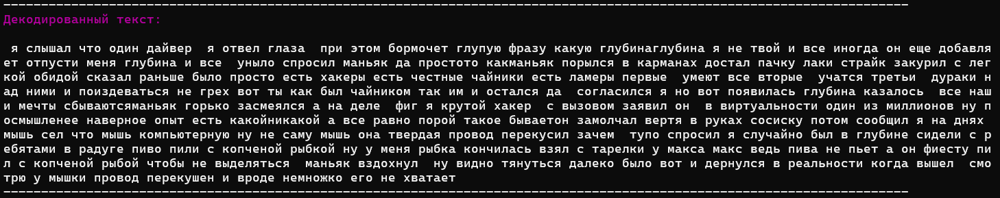 ------------------------------------------------------------------------------------------------------------------------
Декодированный текст:
я слышал что один дайвер  я отвел глаза  при этом бормочет глупую фразу какую глубинаглубина я не твой и все иногда он еще добавля
ет отпусти меня глубина и все  уныло спросил маньяк да простото какманьяк порылся в карманах достал пачку лаки страйк закурил с лег
кой обидой сказал раньше было просто есть хакеры есть честные чайники есть ламеры первые  умеют все вторые  учатся третьи  дураки н
ад ними и поиздеваться не грех вот ты как был чайником так им и остался да  согласился я но вот появилась глубина казалось  все наш
и мечты сбываютсяманьяк горько засмеялся а на деле  фиг я крутой хакер  с вызовом заявил он  в виртуальности один из миллионов ну п
осмышленее наверное опыт есть какойникакой а все равно порой такое бываетон замолчал вертя в руках сосиску потом сообщил я на днях
мышь сел что мышь компьютерную ну не саму мышь она твердая провод перекусил зачем  тупо спросил я случайно был в глубине сидели с р
ебятами в радуге пиво пили с копченой рыбкой ну у меня рыбка кончилась взял с тарелки у макса макс ведь пива не пьет а он фиесту пи
л с копченой рыбой чтобы не выделяться  маньяк вздохнул  ну видно тянуться далеко было вот и дернулся в реальности когда вышел  смо
трю у мышки провод перекушен и вроде немножко его не хватает
------------------------------------------------------------------------------------------------------------------------